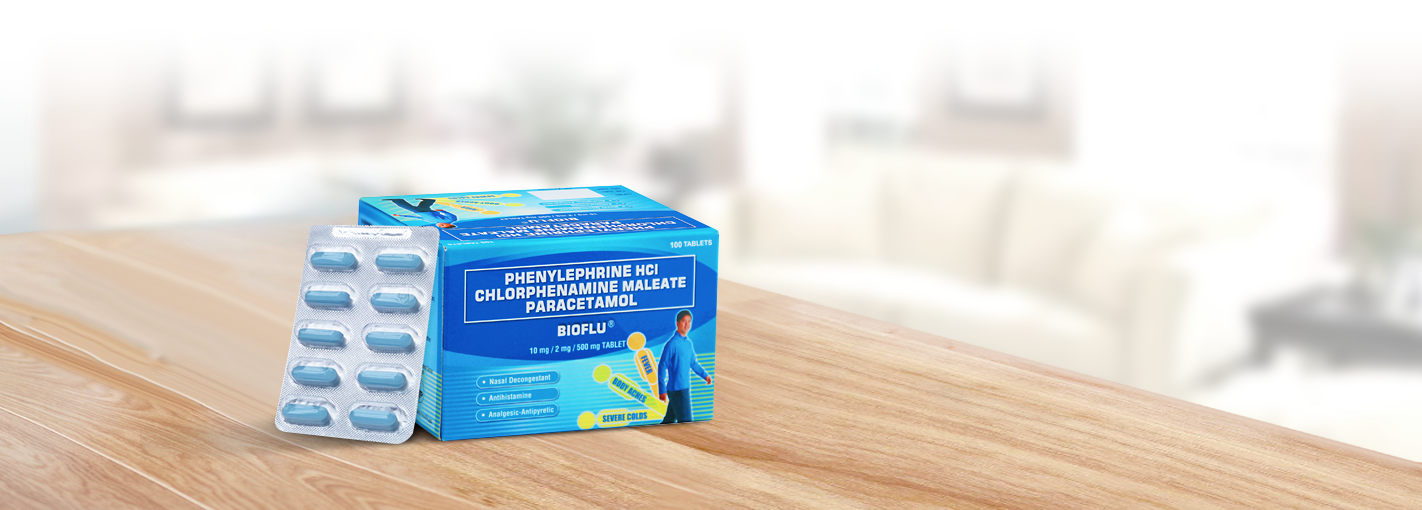 100 TABLETS
PHENYLEPHRINE HCl
CHLORPHENAMINE MALEATE
PARACETAMOL
BIOFLU®
10 mg / 2 mg / 500 mg TABLET
• Nasal Decongestant
• Antihistamine
• Analgesic-Antipyretic
FEVER
BODY ACHES
SEVERE COLDS